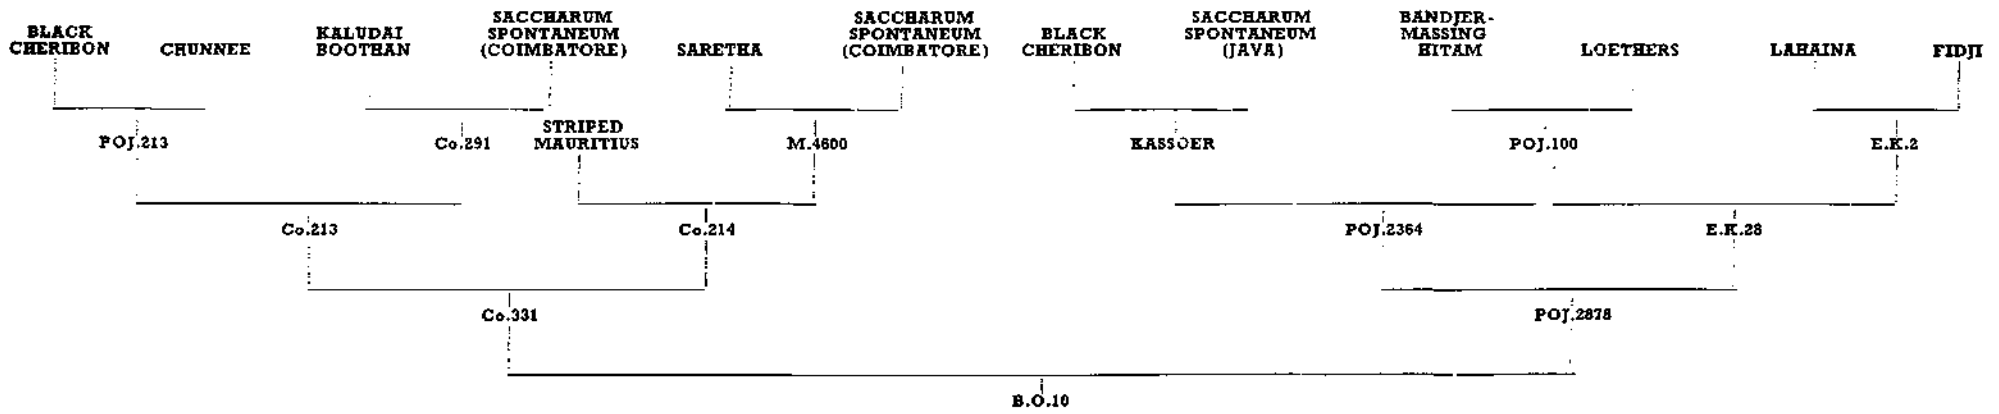 BLACK
CHERIBON
CHUNNEE
KALUDAI
BOOTHAN
SACCHARUM
SPONTANEUM
(COIMBATORE)
SARETHA
SACCHARUM
SPONTANEUM
(COIMBATORE)
BLACK
CHERIBON
SACCHARUM
SPONTANEUM
(JAVA)
BANDJER-
MASSING
HITAM
LOETHERS
LAHAINA
FIDJI
POJ.213
Co.291
STRIPED
MAURITIUS
M.4600
KASSOER
POJ.100
E.K.2
Co.213
Co.214
POJ.2364
E.K.28
Co.331
POJ.2878
B.O.10